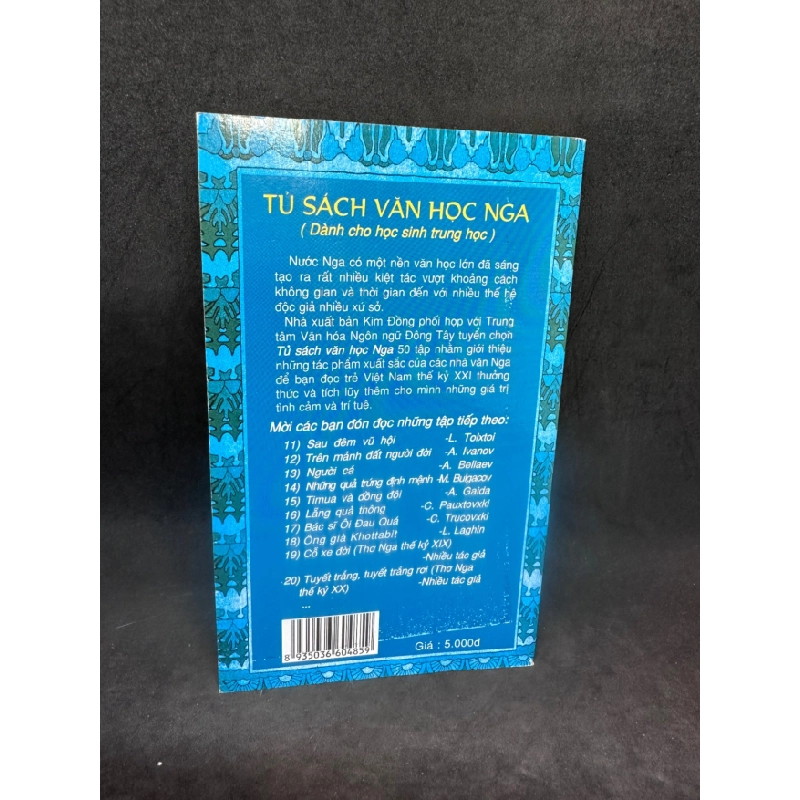 TỦ SÁCH VĂN HỌC NGA
( Dành cho học sinh trung học )
Nước Nga có một nền văn học lớn đã sáng
tạo ra rất nhiều kiệt tác vượt khoảng cách
không gian và thời gian đến với nhiều thế hệ
độc giả nhiều xứ sở.
Nhà xuất bản Kim Đồng phối hợp với Trung
tâm Văn hóa Ngôn ngữ Đông Tây tuyển chọn
Tủ sách văn học Nga 50 tập nhằm giới thiệu
những tác phẩm xuất sắc của các nhà văn Nga
để bạn đọc trẻ Việt Nam thế kỷ XXI thưởng
thức và tích lũy thêm cho mình những giá trị
tình cảm và trí tuệ.
Mời các bạn đón đọc những tập tiếp theo:
11) Sau đêm vũ hội -L. Toixtoi
12) Trên mảnh đất người đời -A. Ivanov
13) Người cá -A. Beliaev
14) Những quả trứng định mệnh -M. Bugacov
15) Timua và đồng đội -A. Gaida
16) Lẵng quả thông -C. Pauxtovxki
17) Bác sĩ Ôi Đau Quá -C. Trucovxki
18) Ông già Khottabit -L. Laghin
19) Cỗ xe đời (Thơ Nga thế kỷ XIX)
-Nhiều tác giả
20) Tuyết trắng, tuyết trắng rơi (Thơ Nga
thế kỷ XX) -Nhiều tác giả
...
8 935036 604859
Giá : 5.000đ